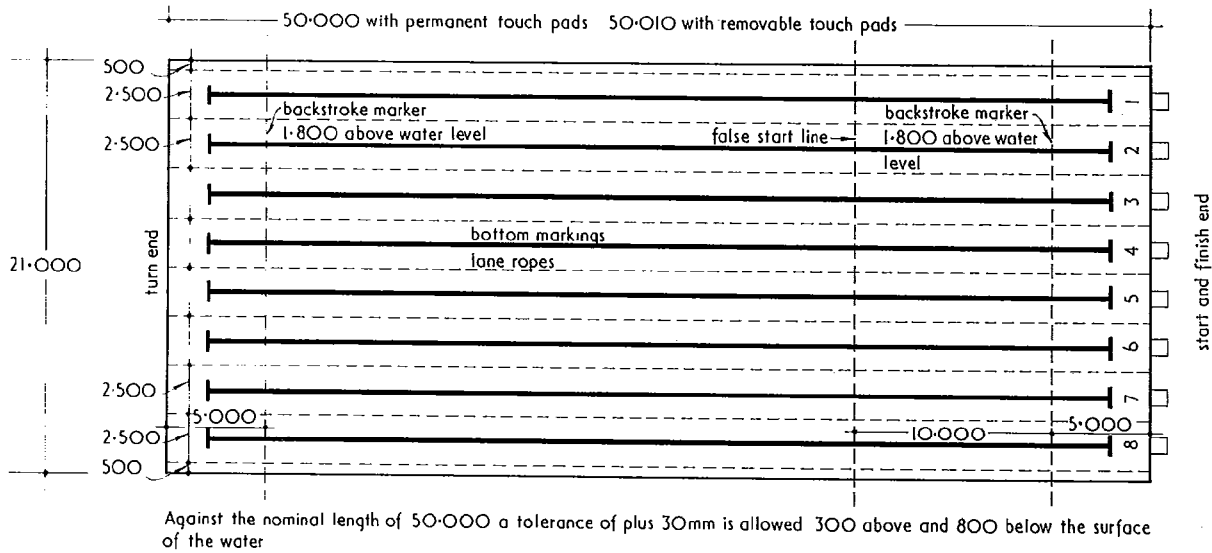 50·000 with permanent touch pads 50·010 with removable touch pads
500
2·500
backstroke marker
1·800 above water level
2·500
false start line
backstroke marker
1·800 above water
level
1
2
3
4
5
6
7
8
bottom markings
lane ropes
turn end
21·000
start and finish end
2·500
5·000
2·500
500
10·000
5·000
Against the nominal length of 50·000 a tolerance of plus 30mm is allowed 300 above and 800 below the surface
of the water